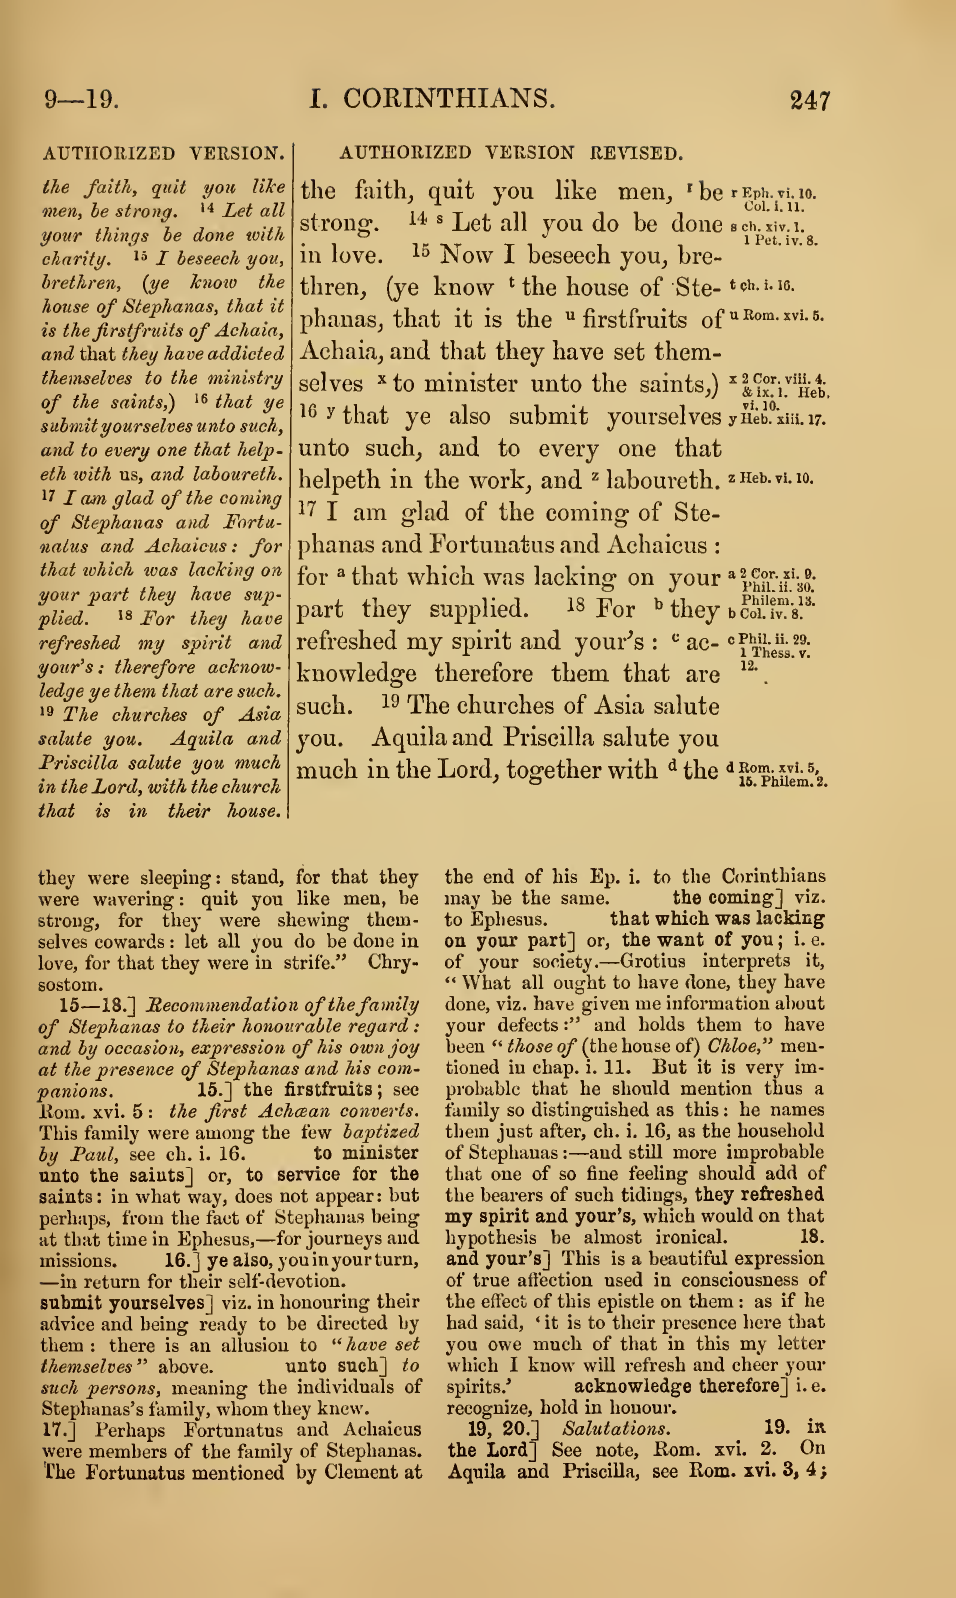 9—19.
I. CORINTHIANS.
247
AUTHORIZED VERSION.
the faith, quit you like
men, be strong. 14 Let all
your things be done with
charity. 15 I beseech you,
brethren, (ye know the
house of Stephanas, that it
is the firstfruits of Achaia,
and that they have addicted
themselves to the ministry
of the saints,) 16 that ye
submit yourselves unto such,
and to every one that help-
eth with us, and laboureth.
17 I am glad of the coming
of Stephanas and Fortu-
natus and Achaicus: for
that which was lacking on
your part they have sup-
plied. 18 For they have
refreshed my spirit and
your's: therefore acknow-
ledge ye them that are such.
19 The churches of Asia
salute you. Aquila and
Priscilla salute you much
in the Lord, with the church
that is in their house.
AUTHORIZED VERSION REVISED.
the faith, quit you like men, r be
strong. 14 s Let all you do be done
in love. 15 Now I beseech you, bre-
thren, (ye know t the house of Ste-
phanas, that it is the u firstfruits of
Achaia, and that they have set them-
selves x to minister unto the saints,)
16 y that ye also submit yourselves
unto such, and to every one that
helpeth in the work, and z laboureth.
17 I am glad of the coming of Ste-
phanas and Fortunatus and Achaicus :
for a that which was lacking on your
part they supplied. 18 For b they
refreshed my spirit and your's : c ac-
knowledge therefore them that are
such. 19 The churches of Asia salute
you. Aquila and Priscilla salute you
much in the Lord, together with d the
r Eph. vi. 10.
Col. i. 11.
s ch. xiv. 1.
1 Pet. iv. 8.
t ch. i. 16.
u Rom. xvi. 5.
x 2 Cor. viii. 4.
& ix. 1. Heb.
vi. 10.
y Heb. xiii. 17.
z Heb. vi. 10.
a 2 Cor. xi. 9.
Phil. ii. 30.
Philem. 13.
b Col. iv. 8.
c Phil. ii. 29.
1 Thess. v.
12.
d Rom. xvi. 5,
15. Philem. 2.
they were sleeping: stand, for that they
were wavering: quit you like men, be
strong, for they were shewing them-
selves cowards: let all you do be done in
love, for that they were in strife." Chry-
sostom.
15—18.] Recommendation of the family
of Stephanas to their honourable regard:
and by occasion, expression of his own joy
at the presence of Stephanas and his com-
panions. 15.] the firstfruits; see
Rom. xvi. 5: the first Achæan converts.
This family were among the few baptized
by Paul, see ch. i. 16. to minister
unto the saints] or, to service for the
saints: in what way, does not appear: but
perhaps, from the fact of Stephanas being
at that time in Ephesus,—for journeys and
missions. 16.] ye also, you in your turn,
—in return for their self-devotion.
submit yourselves] viz. in honouring their
advice and being ready to be directed by
them: there is an allusion to "have set
themselves" above. unto such] to
such persons, meaning the individuals of
Stephanas's family, whom they knew.
17.] Perhaps Fortunatus and Achaicus
were members of the family of Stephanas.
The Fortunatus mentioned by Clement at
the end of his Ep. i. to the Corinthians
may be the same. the coming] viz.
to Ephesus. that which was lacking
on your part] or, the want of you; i. e.
of your society.—Grotius interprets it,
"What all ought to have done, they have
done, viz. have given me information about
your defects:" and holds them to have
been "those of (the house of) Chloe," men-
tioned in chap. i. 11. But it is very im-
probable that he should mention thus a
family so distinguished as this: he names
them just after, ch. i. 16, as the household
of Stephanas:—and still more improbable
that one of so fine feeling should add of
the bearers of such tidings, they refreshed
my spirit and your's, which would on that
hypothesis be almost ironical. 18.
and your's] This is a beautiful expression
of true affection used in consciousness of
the effect of this epistle on them: as if he
had said, 'it is to their presence here that
you owe much of that in this my letter
which I know will refresh and cheer your
spirits.' acknowledge therefore] i. e.
recognize, hold in honour.
19, 20.] Salutations. 19. in
the Lord] See note, Rom. xvi. 2. On
Aquila and Priscilla, see Rom. xvi. 3, 4;